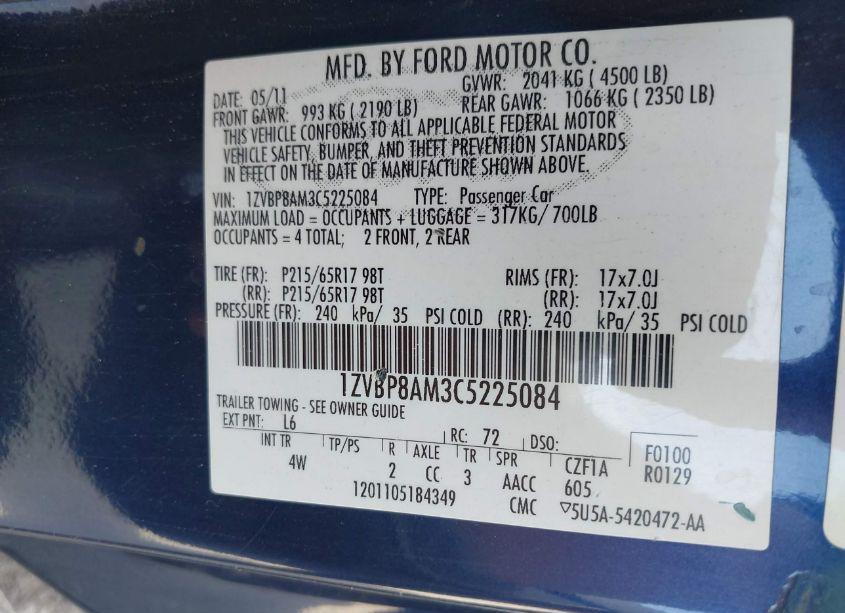 MFD. BY FORD MOTOR CO.
DATE: 05/11 GVWR: 2041 KG ( 4500 LB)
FRONT GAWR: 993 KG ( 2190 LB) REAR GAWR: 1066 KG ( 2350 LB)
THIS VEHICLE CONFORMS TO ALL APPLICABLE FEDERAL MOTOR
VEHICLE SAFETY, BUMPER, AND THEFT PREVENTION STANDARDS
IN EFFECT ON THE DATE OF MANUFACTURE SHOWN ABOVE.
VIN: 1ZVBP8AM3C5225084 TYPE: Passenger Car
MAXIMUM LOAD = OCCUPANTS + LUGGAGE = 317KG/ 700LB
OCCUPANTS = 4 TOTAL; 2 FRONT, 2 REAR
TIRE (FR): P215/65R17 98T RIMS (FR): 17x7.0J
(RR): P215/65R17 98T (RR): 17x7.0J
PRESSURE (FR): 240 kPa/ 35 PSI COLD (RR): 240 kPa/ 35 PSI COLD
1ZVBP8AM3C5225084
TRAILER TOWING - SEE OWNER GUIDE
EXT PNT: L6 RC: 72 DSO: F0100
INT TR TP/PS R AXLE TR SPR CZF1A R0129
4W 2 CC 3 AACC 605
1201105184349 CMC ▽5U5A-5420472-AA